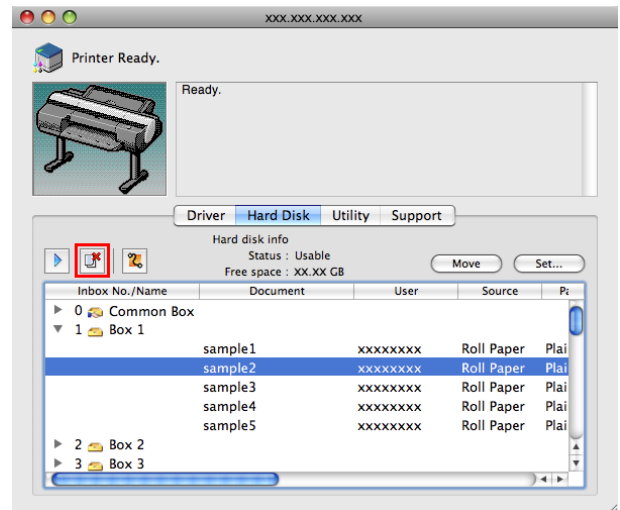 xxx.xxx.xxx.xxx
Printer Ready.
Ready.
Driver Hard Disk Utility Support
Hard disk info
Status : Usable
Free space : XX.XX GB
Move Set...
Inbox No./Name Document User Source Pa
0 Common Box
1 Box 1
sample1 xxxxxxxx Roll Paper Plai
sample2 xxxxxxxx Roll Paper Plai
sample3 xxxxxxxx Roll Paper Plai
sample4 xxxxxxxx Roll Paper Plai
sample5 xxxxxxxx Roll Paper Plai
2 Box 2
3 Box 3